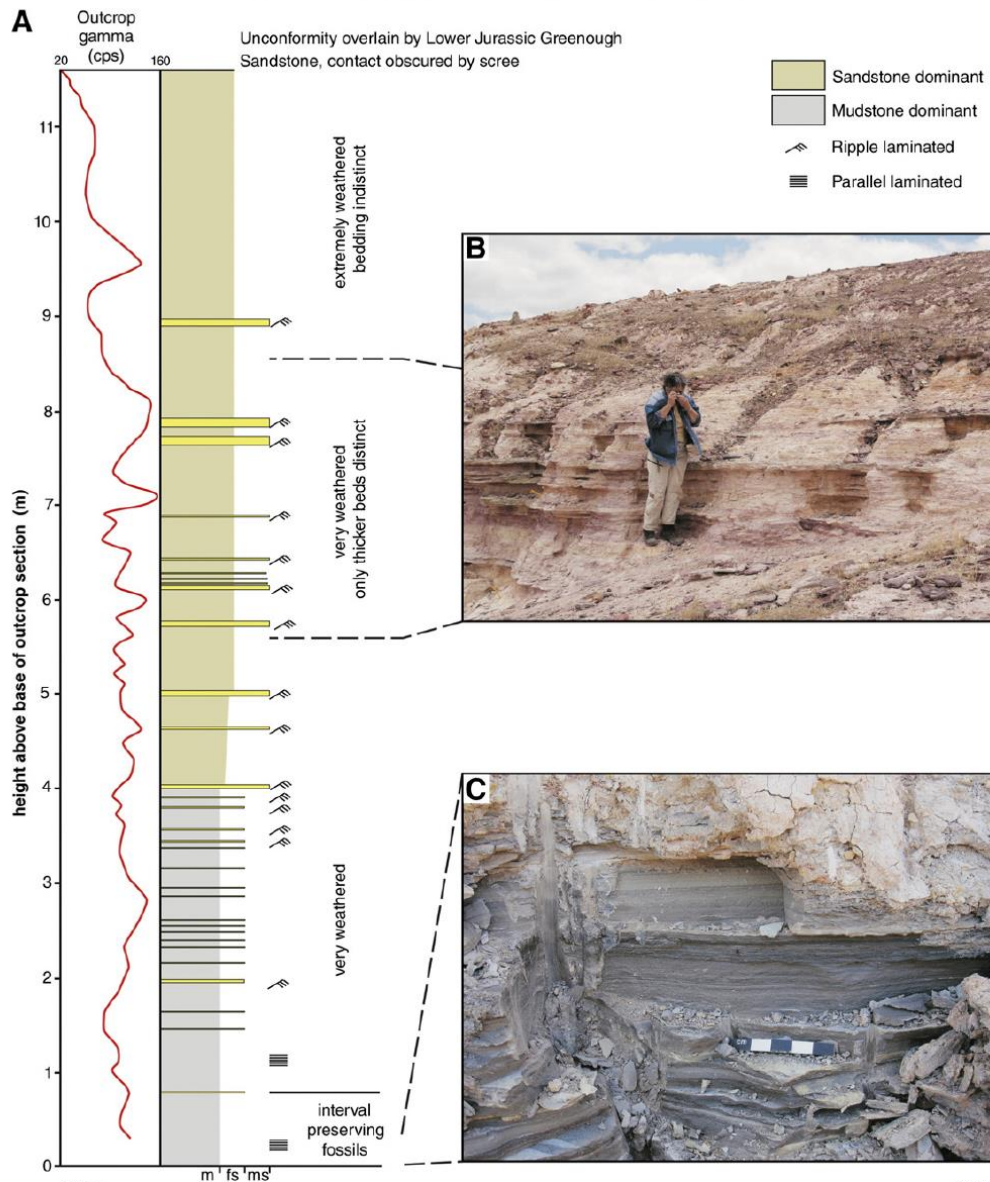 A
Outcrop
gamma
(cps)
20
160
Unconformity overlain by Lower Jurassic Greenough
Sandstone, contact obscured by scree
Sandstone dominant
Mudstone dominant
Ripple laminated
Parallel laminated
11
10
9
8
7
6
5
4
3
2
1
0
height above base of outcrop section (m)
extremely weathered
bedding indistinct
very weathered
only thicker beds distinct
very weathered
interval
preserving
fossils
m fs ms
B
C
cm